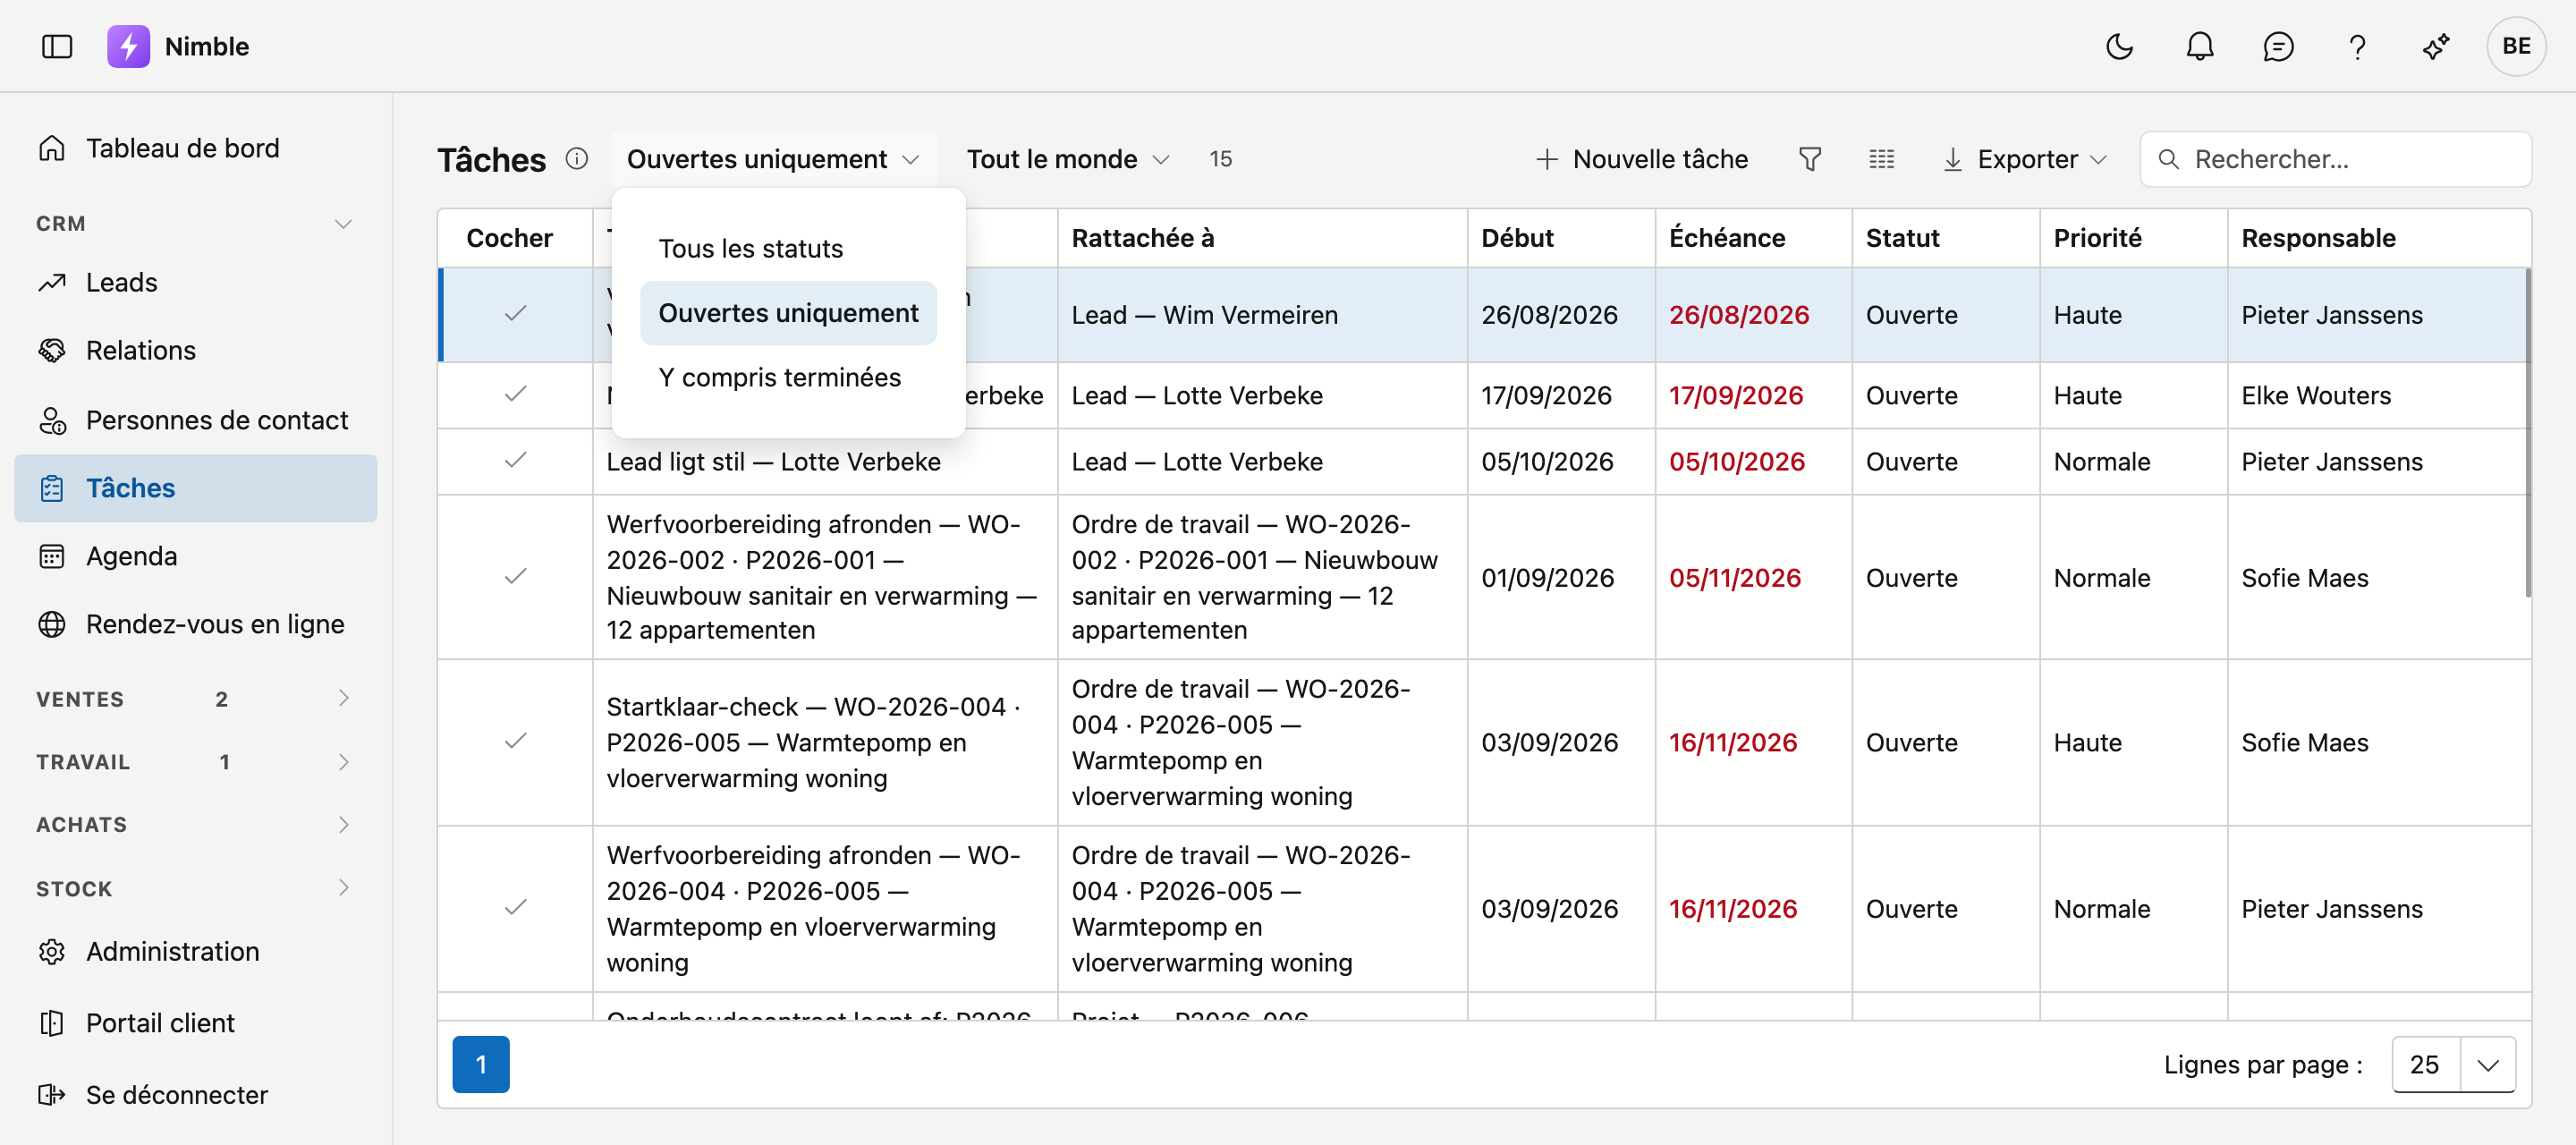 Nimble
BE
Tableau de bord
CRM
Leads
Relations
Personnes de contact
Tâches
Agenda
Rendez-vous en ligne
VENTES 2
TRAVAIL 1
ACHATS
STOCK
Administration
Portail client
Se déconnecter
Tâches Ouvertes uniquement Tout le monde 15 Nouvelle tâche Exporter Rechercher...
Tous les statuts
Ouvertes uniquement
Y compris terminées
Cocher Rattachée à Début Échéance Statut Priorité Responsable
Lead — Wim Vermeiren 26/08/2026 26/08/2026 Ouverte Haute Pieter Janssens
erbeke Lead — Lotte Verbeke 17/09/2026 17/09/2026 Ouverte Haute Elke Wouters
Lead ligt stil — Lotte Verbeke Lead — Lotte Verbeke 05/10/2026 05/10/2026 Ouverte Normale Pieter Janssens
Werfvoorbereiding afronden — WO-
2026-002 · P2026-001 —
Nieuwbouw sanitair en verwarming —
12 appartementen
Ordre de travail — WO-2026-
002 · P2026-001 — Nieuwbouw
sanitair en verwarming — 12
appartementen
01/09/2026 05/11/2026 Ouverte Normale Sofie Maes
Startklaar-check — WO-2026-004 ·
P2026-005 — Warmtepomp en
vloerverwarming woning
Ordre de travail — WO-2026-
004 · P2026-005 —
Warmtepomp en
vloerverwarming woning
03/09/2026 16/11/2026 Ouverte Haute Sofie Maes
Werfvoorbereiding afronden — WO-
2026-004 · P2026-005 —
Warmtepomp en vloerverwarming
woning
Ordre de travail — WO-2026-
004 · P2026-005 —
Warmtepomp en
vloerverwarming woning
03/09/2026 16/11/2026 Ouverte Normale Pieter Janssens
Onderhoudscontract loopt af: P2026
Projet — P2026-006
1
Lignes par page : 25